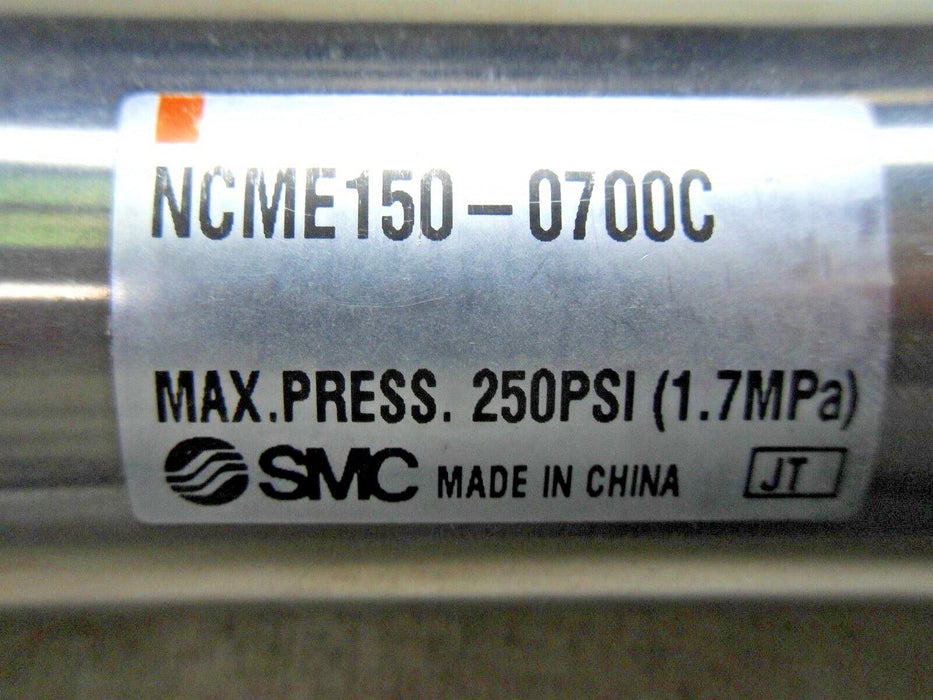 NCME150-0700C
MAX.PRESS. 250PSI (1.7MPa)
SMC MADE IN CHINA JT